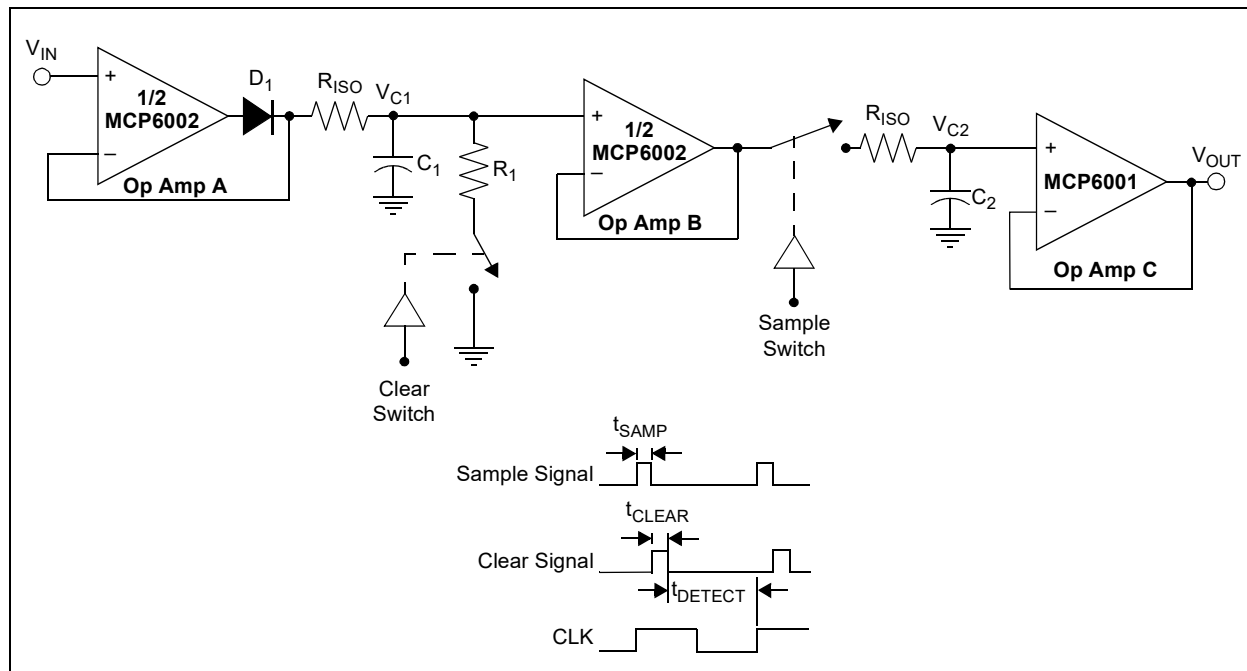 V_IN
+
–
1/2
MCP6002
Op Amp A
D_1
R_ISO
V_C1
C_1
R_1
Clear
Switch
+
–
1/2
MCP6002
Op Amp B
Sample
Switch
R_ISO
V_C2
C_2
+
–
MCP6001
Op Amp C
V_OUT
t_SAMP
Sample Signal
t_CLEAR
Clear Signal
t_DETECT
CLK